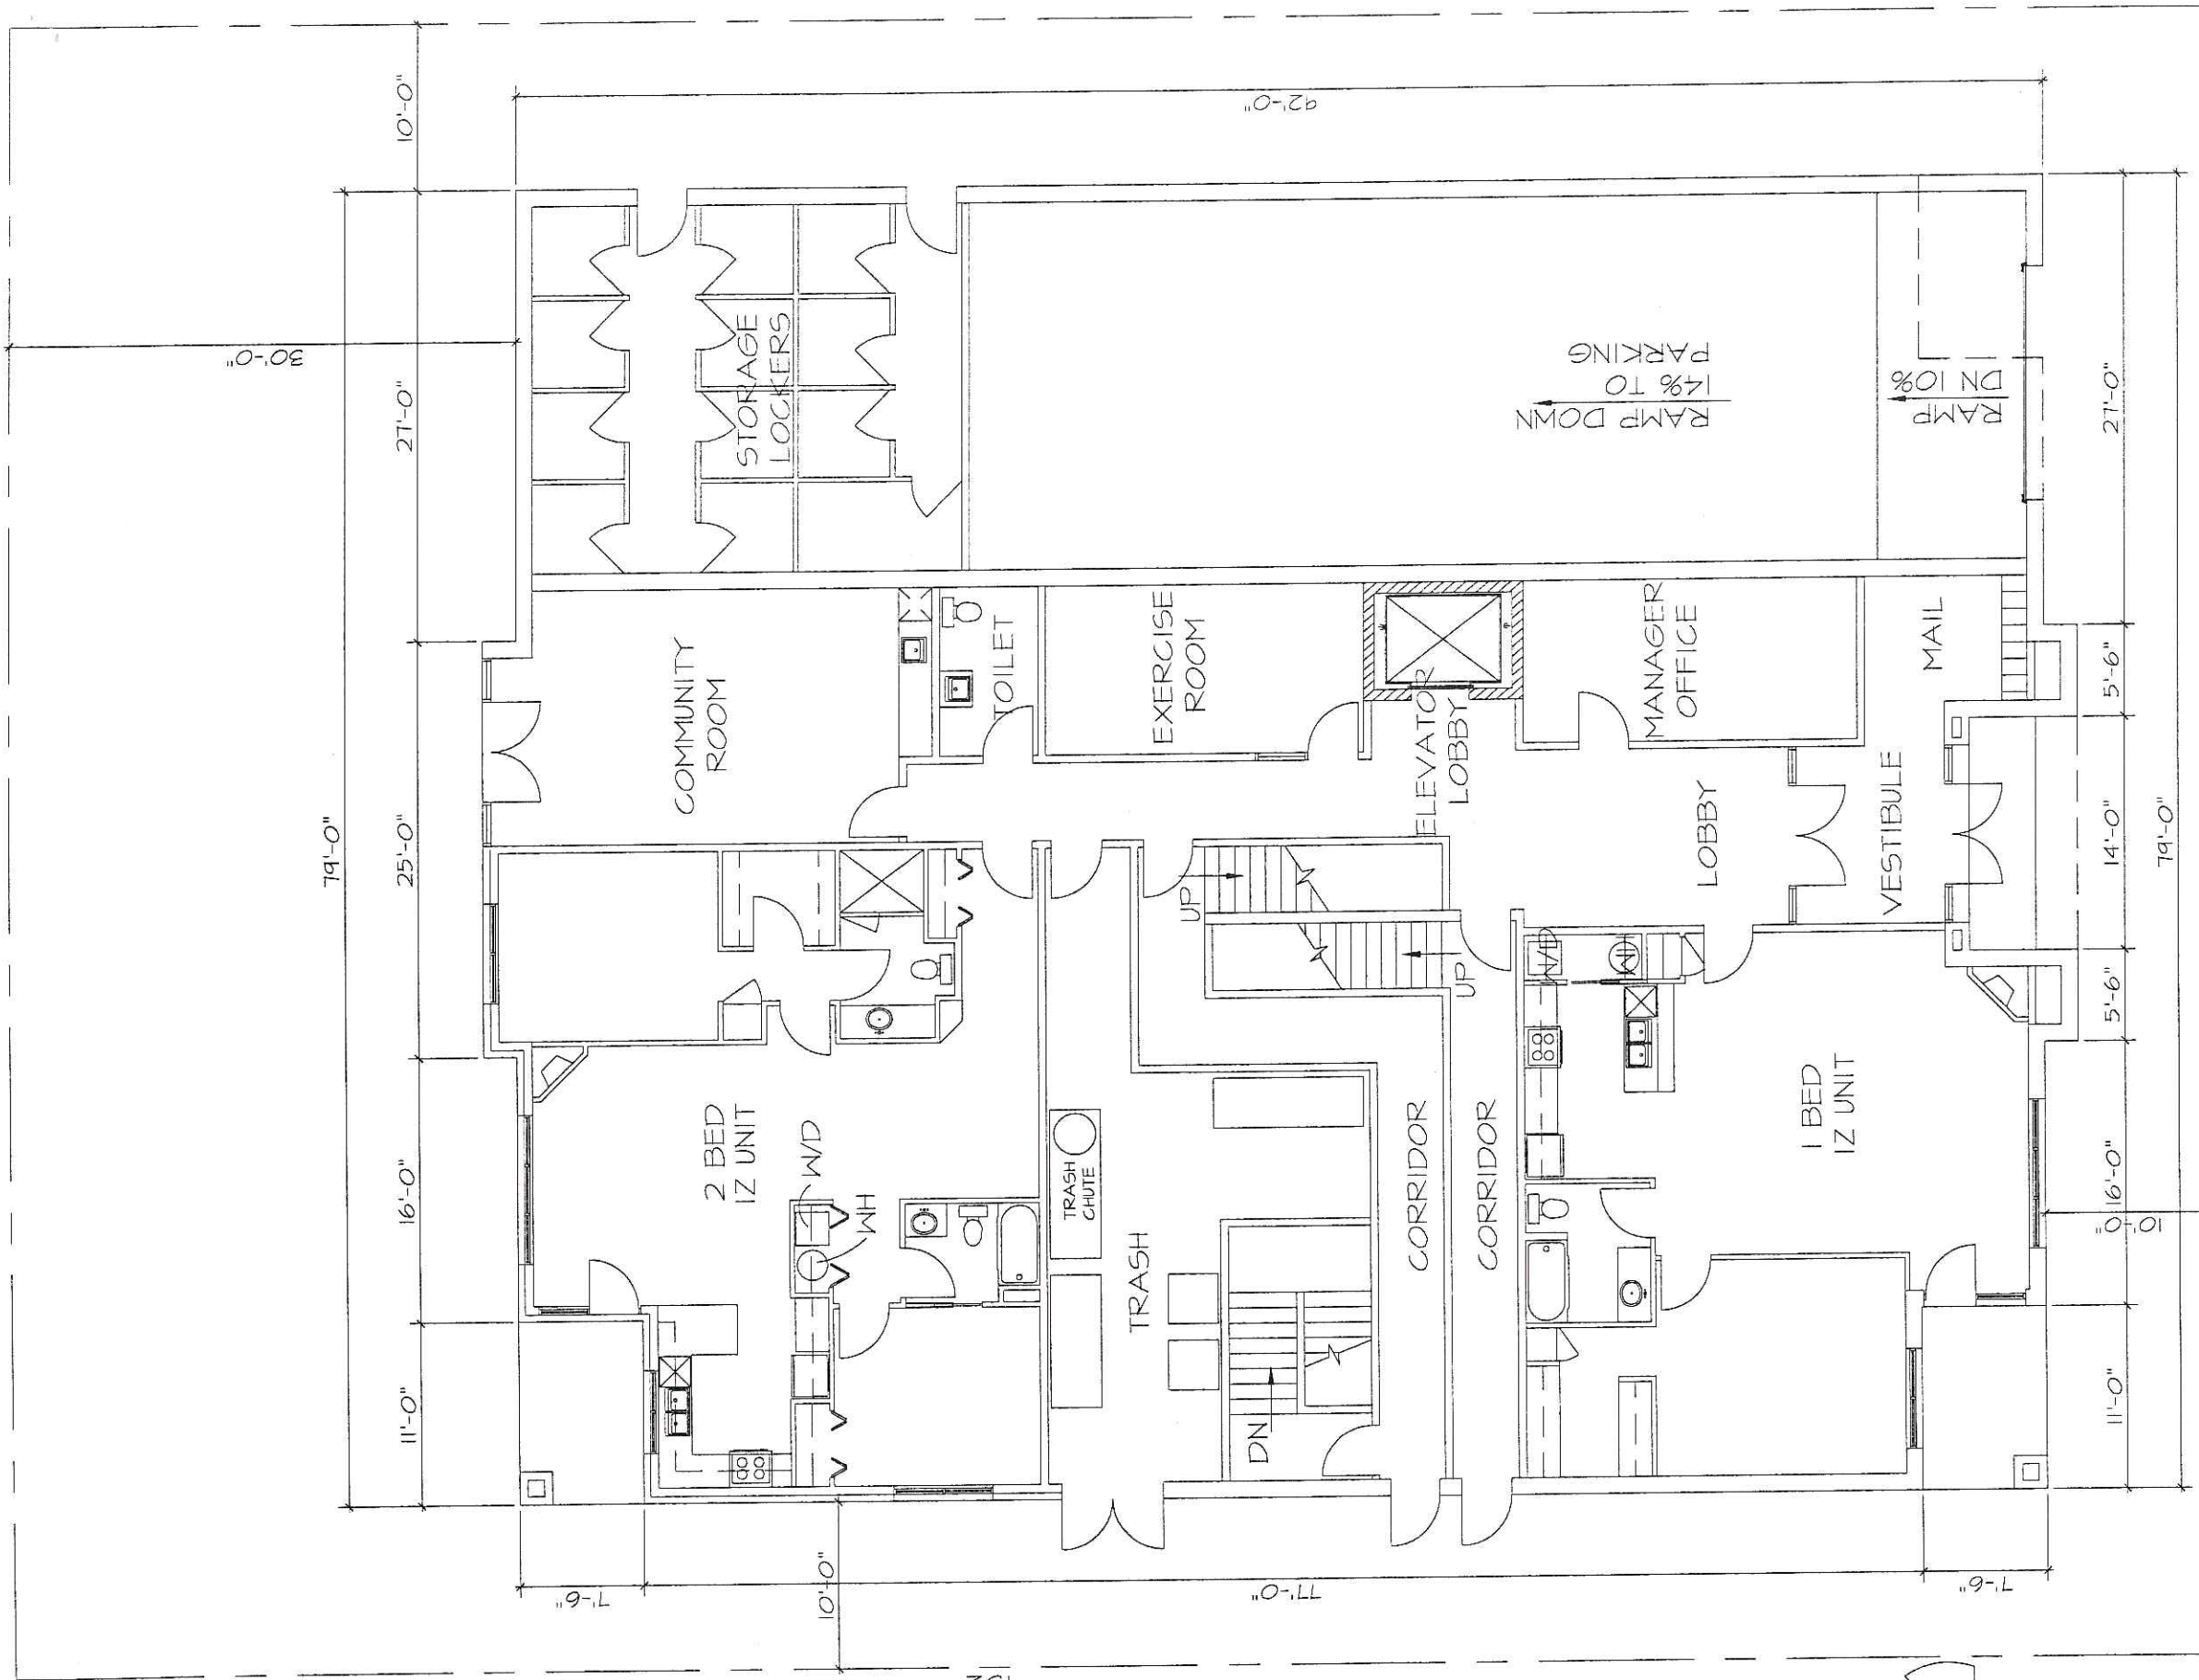 10'-0"
92'-0"
30'-0"
27'-0"
79'-0"
25'-0"
16'-0"
11'-0"
STORAGE
LOCKERS
RAMP DOWN
14% TO
PARKING
RAMP
DN 10%
COMMUNITY
ROOM
TOILET
EXERCISE
ROOM
ELEVATOR
LOBBY
MANAGER
OFFICE
MAIL
LOBBY
VESTIBULE
UP
UP
W/D
WH
2 BED
IZ UNIT
W/D
HM
TRASH
CHUTE
TRASH
DN
CORRIDOR
CORRIDOR
1 BED
IZ UNIT
27'-0"
5'-6"
14'-0"
5'-6"
16'-0"
11'-0"
79'-0"
10'-0"
7'-6"
10'-0"
77'-0"
7'-6"